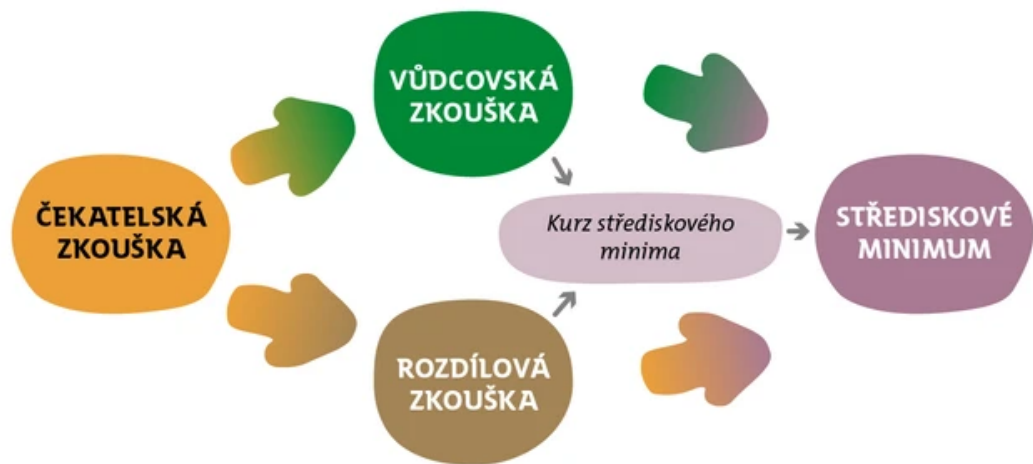 VŮDCOVSKÁ
ZKOUŠKA
ČEKATELSKÁ
ZKOUŠKA
Kurz střediskového
minima
STŘEDISKOVÉ
MINIMUM
ROZDÍLOVÁ
ZKOUŠKA